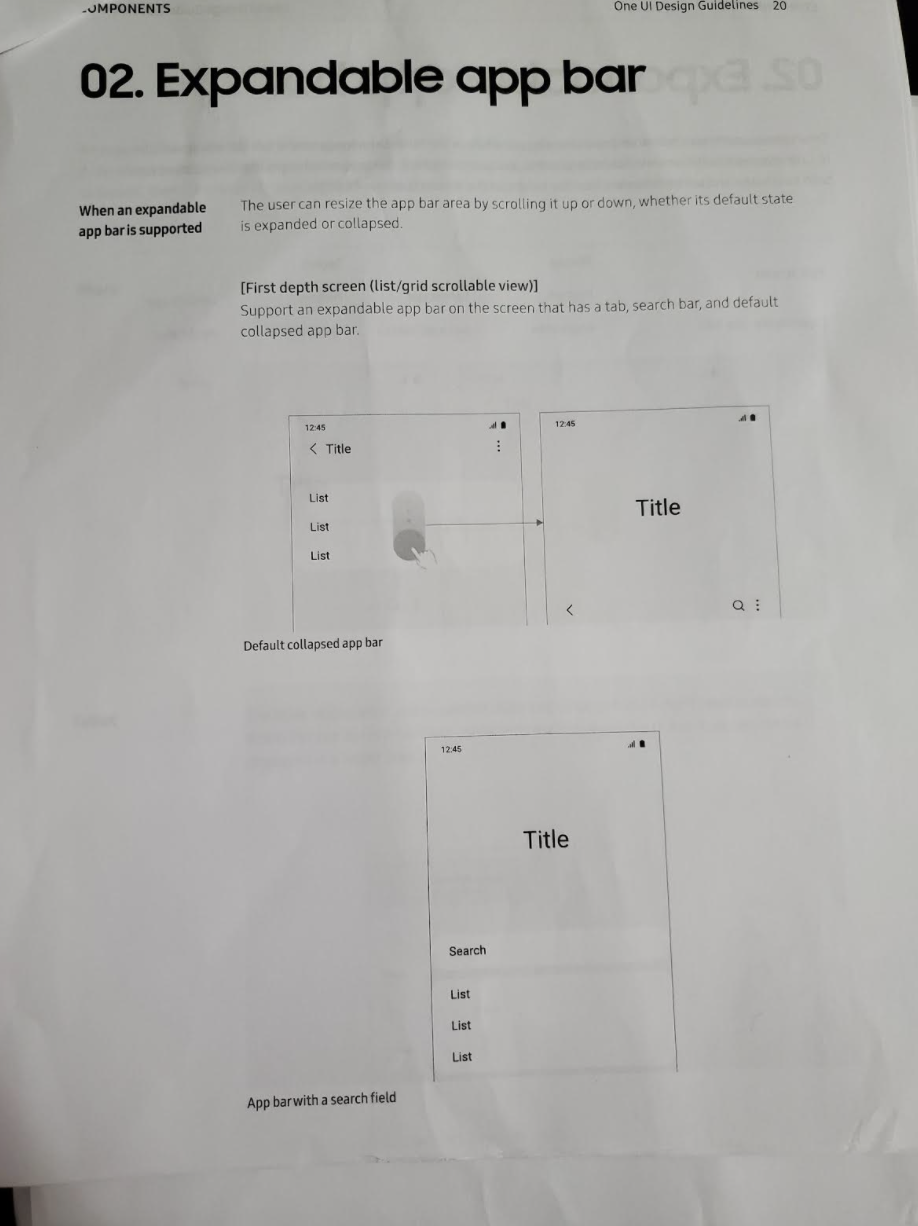 COMPONENTS
One UI Design Guidelines 20
02. Expandable app bar
When an expandable
app bar is supported
The user can resize the app bar area by scrolling it up or down, whether its default state
is expanded or collapsed.
[First depth screen (list/grid scrollable view)]
Support an expandable app bar on the screen that has a tab, search bar, and default
collapsed app bar.
12:45
< Title
List
List
List
12:45
Title
<
Default collapsed app bar
12:45
Title
Search
List
List
List
App bar with a search field